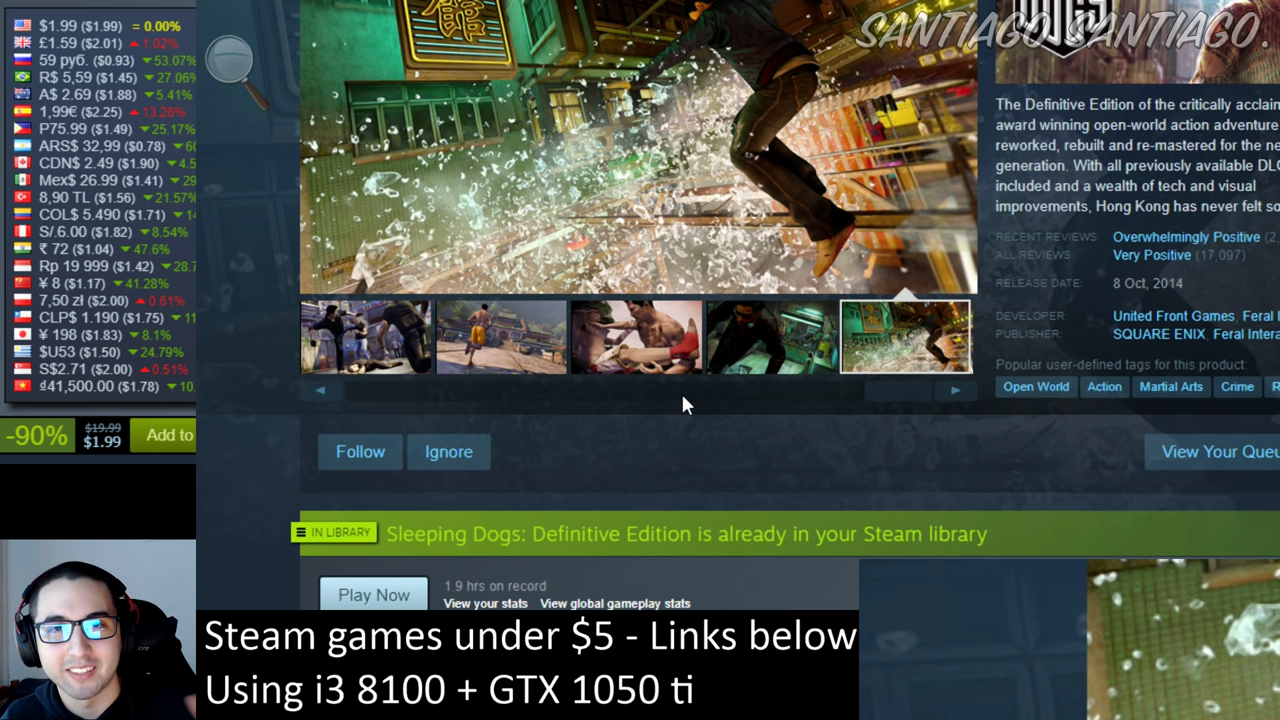 $1.99 ($1.99) = 0.00%
£1.59 ($2.01) ▲1.02%
59 pуб. ($0.93) ▼53.07%
R$ 5,59 ($1.45) ▼27.06%
A$ 2.69 ($1.88) ▼5.41%
1,99€ ($2.25) ▲13.26%
P75.99 ($1.49) ▼25.17%
ARS$ 32,99 ($0.78) ▼
CDN$ 2.49 ($1.90) ▼4.5
Mex$ 26.99 ($1.41) ▼29
8,90 TL ($1.56) ▼21.57%
COL$ 5.490 ($1.71) ▼
S/.6.00 ($1.82) ▼8.54%
₹ 72 ($1.04) ▼47.6%
Rp 19 999 ($1.42) ▼28.7
¥ 8 ($1.17) ▼41.28%
7,50 zł ($2.00) ▲0.61%
CLP$ 1.190 ($1.75) ▼11
¥ 198 ($1.83) ▼8.1%
$U53 ($1.50) ▼24.79%
S$2.71 ($2.00) ▲0.51%
₫41,500.00 ($1.78) ▼10.
-90% $19.99
$1.99
Add to
館
SANTIAGO SANTIAGO.
The Definitive Edition of the critically acclaim
award winning open-world action adventure
reworked, rebuilt and re-mastered for the ne
generation. With all previously available DLC
included and a wealth of tech and visual
improvements, Hong Kong has never felt so
RECENT REVIEWS: Overwhelmingly Positive (2
ALL REVIEWS: Very Positive (17,097)
RELEASE DATE: 8 Oct, 2014
DEVELOPER: United Front Games, Feral I
PUBLISHER: SQUARE ENIX, Feral Intera
Popular user-defined tags for this product:
Open World Action Martial Arts Crime R
Follow Ignore
View Your Queu
IN LIBRARY Sleeping Dogs: Definitive Edition is already in your Steam library
Play Now
1.9 hrs on record
View your stats View global gameplay stats
Steam games under $5 - Links below
Using i3 8100 + GTX 1050 ti